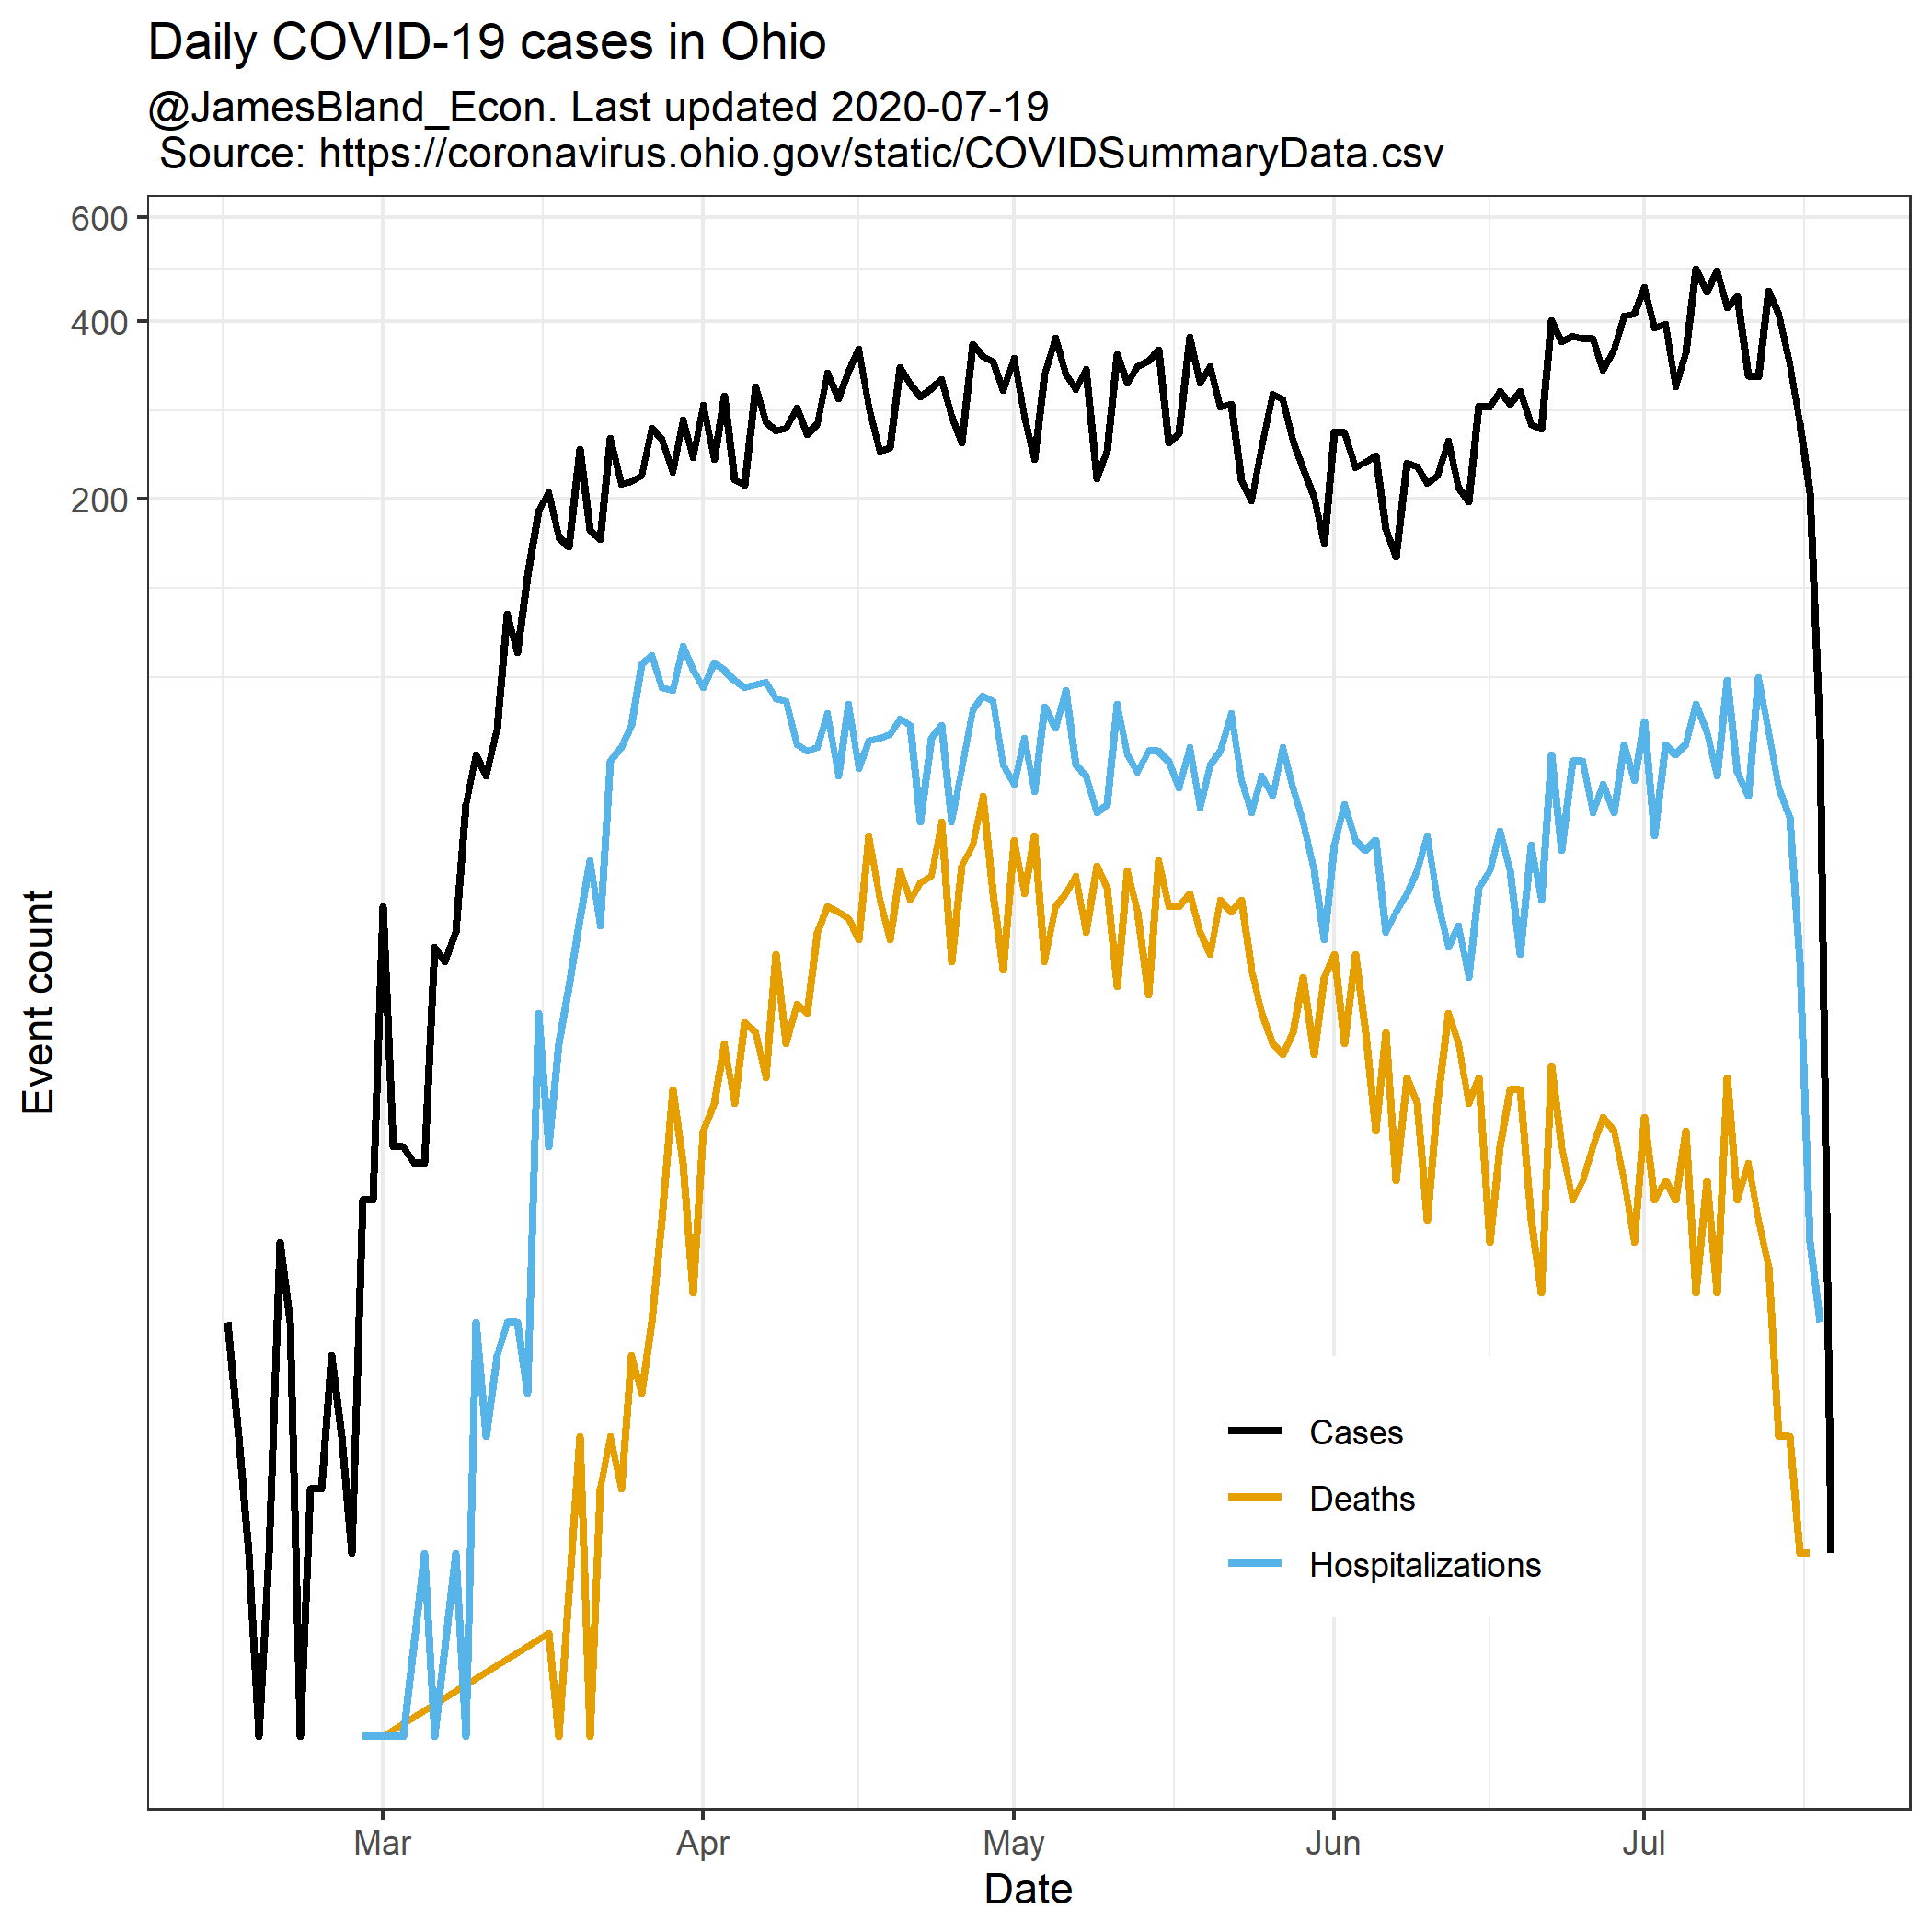 Daily COVID-19 cases in Ohio
@JamesBland_Econ. Last updated 2020-07-19
Source: https://coronavirus.ohio.gov/static/COVIDSummaryData.csv
600
400
200
Event count
Cases
Deaths
Hospitalizations
Mar Apr May Jun Jul
Date